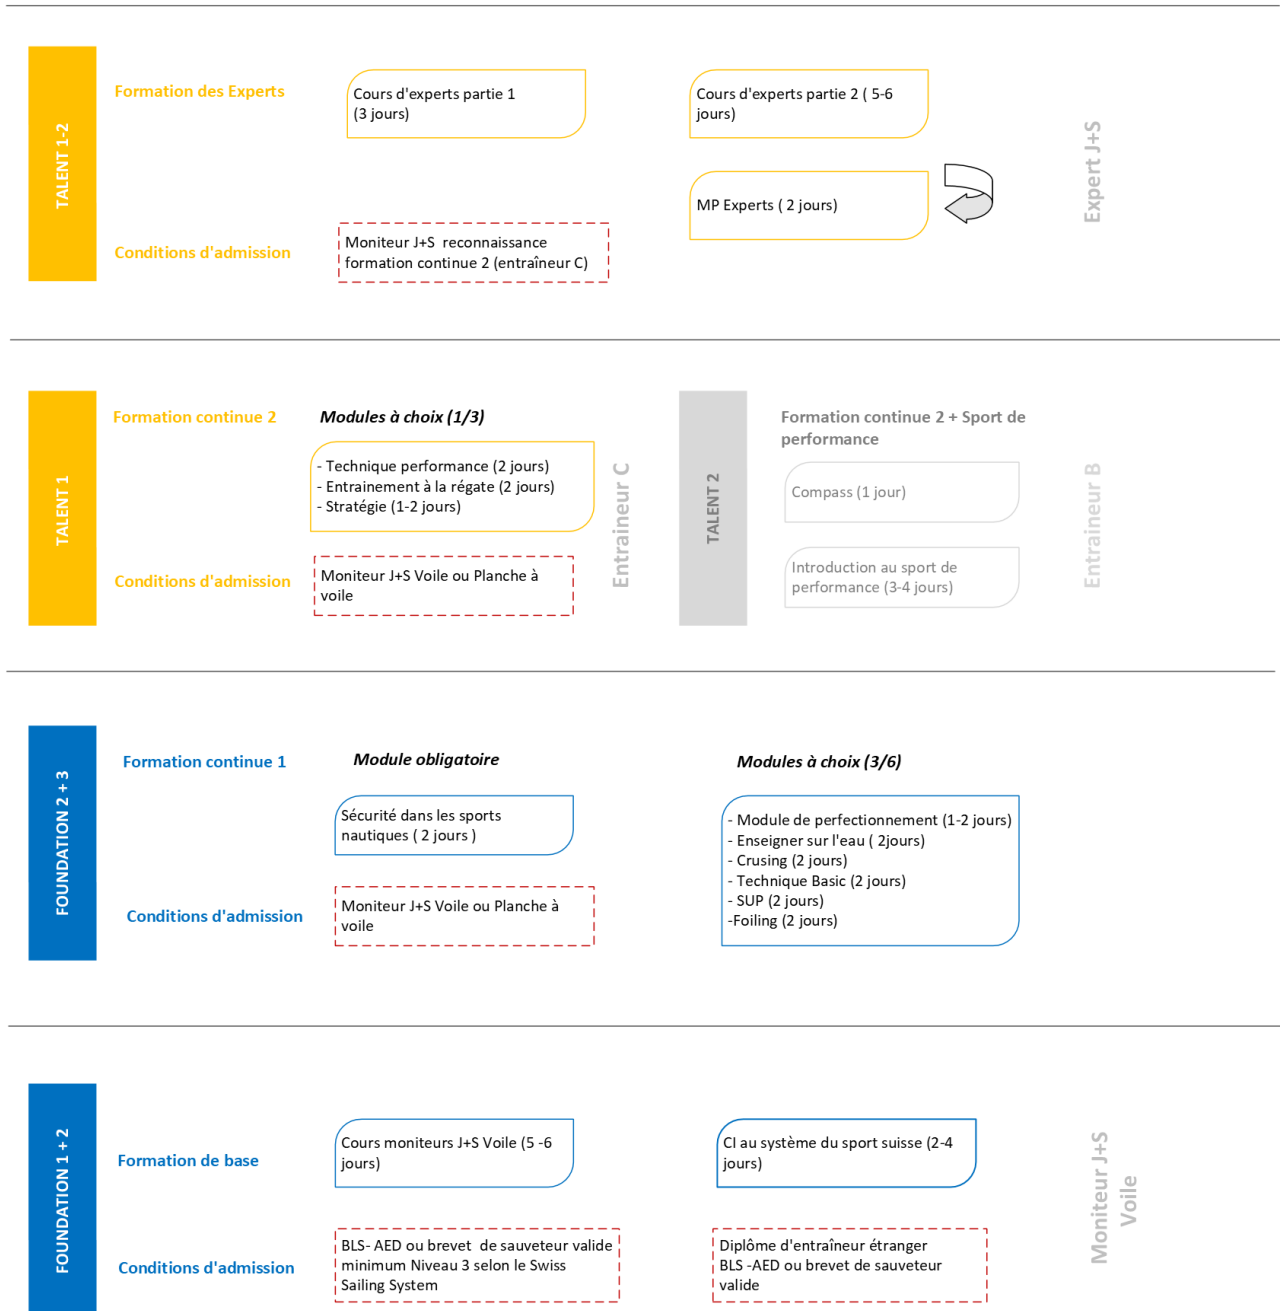 TALENT 1-2
Formation des Experts
Cours d'experts partie 1
(3 jours)
Cours d'experts partie 2 ( 5-6
jours)
MP Experts ( 2 jours)
Expert J+S
Conditions d'admission
Moniteur J+S  reconnaissance
formation continue 2 (entraîneur C)
TALENT 1
Formation continue 2
Modules à choix (1/3)
- Technique performance (2 jours)
- Entrainement à la régate (2 jours)
- Stratégie (1-2 jours)
Conditions d'admission
Moniteur J+S Voile ou Planche à
voile
Entraineur C
TALENT 2
Formation continue 2 + Sport de
performance
Compass (1 jour)
Introduction au sport de
performance (3-4 jours)
Entraineur B
FOUNDATION 2 + 3
Formation continue 1
Module obligatoire
Sécurité dans les sports
nautiques ( 2 jours )
Conditions d'admission
Moniteur J+S Voile ou Planche à
voile
Modules à choix (3/6)
- Module de perfectionnement (1-2 jours)
- Enseigner sur l'eau ( 2jours)
- Crusing (2 jours)
- Technique Basic (2 jours)
- SUP (2 jours)
-Foiling (2 jours)
FOUNDATION 1 + 2
Formation de base
Cours moniteurs J+S Voile (5 -6
jours)
CI au système du sport suisse (2-4
jours)
Moniteur J+S
Voile
Conditions d'admission
BLS- AED ou brevet  de sauveteur valide
minimum Niveau 3 selon le Swiss
Sailing System
Diplôme d'entraîneur étranger
BLS -AED ou brevet de sauveteur
valide